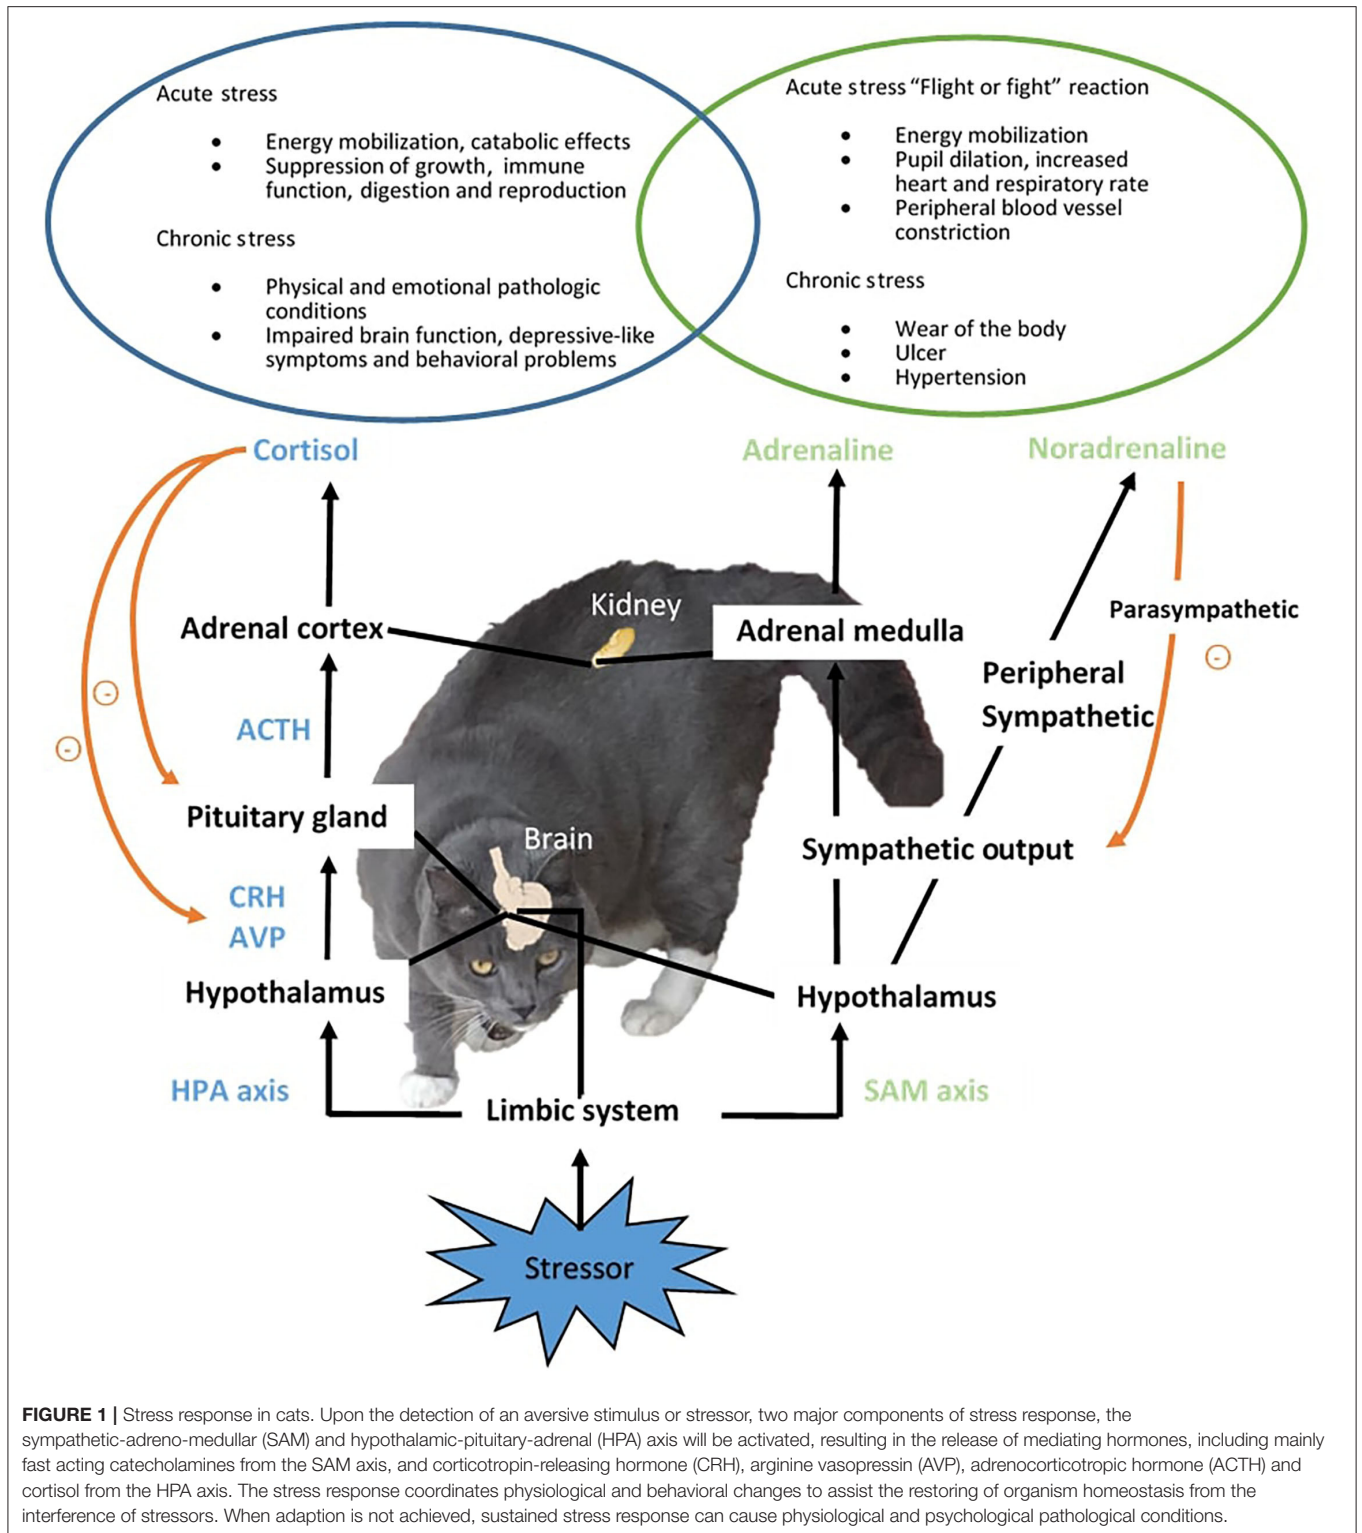 Acute stress
• Energy mobilization, catabolic effects
• Suppression of growth, immune
function, digestion and reproduction
Chronic stress
• Physical and emotional pathologic
conditions
• Impaired brain function, depressive-like
symptoms and behavioral problems
Acute stress “Flight or fight” reaction
• Energy mobilization
• Pupil dilation, increased
heart and respiratory rate
• Peripheral blood vessel
constriction
Chronic stress
• Wear of the body
• Ulcer
• Hypertension
Cortisol
Adrenaline
Noradrenaline
Kidney
Parasympathetic
Adrenal cortex
Adrenal medulla
-
Peripheral
Sympathetic
-
ACTH
-
Pituitary gland
Brain
Sympathetic output
CRH
AVP
Hypothalamus
Hypothalamus
HPA axis
SAM axis
Limbic system
Stressor
FIGURE 1 | Stress response in cats. Upon the detection of an aversive stimulus or stressor, two major components of stress response, the
sympathetic-adreno-medullar (SAM) and hypothalamic-pituitary-adrenal (HPA) axis will be activated, resulting in the release of mediating hormones, including mainly
fast acting catecholamines from the SAM axis, and corticotropin-releasing hormone (CRH), arginine vasopressin (AVP), adrenocorticotropic hormone (ACTH) and
cortisol from the HPA axis. The stress response coordinates physiological and behavioral changes to assist the restoring of organism homeostasis from the
interference of stressors. When adaption is not achieved, sustained stress response can cause physiological and psychological pathological conditions.